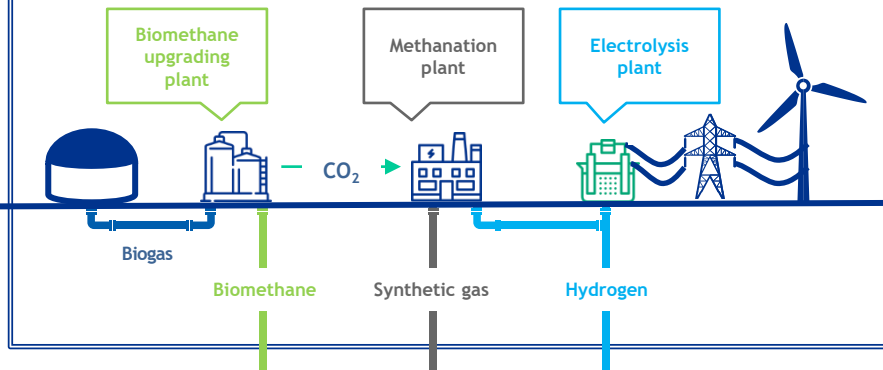 Biomethane
upgrading
plant
Methanation
plant
Electrolysis
plant
CO₂
Biogas
Biomethane
Synthetic gas
Hydrogen